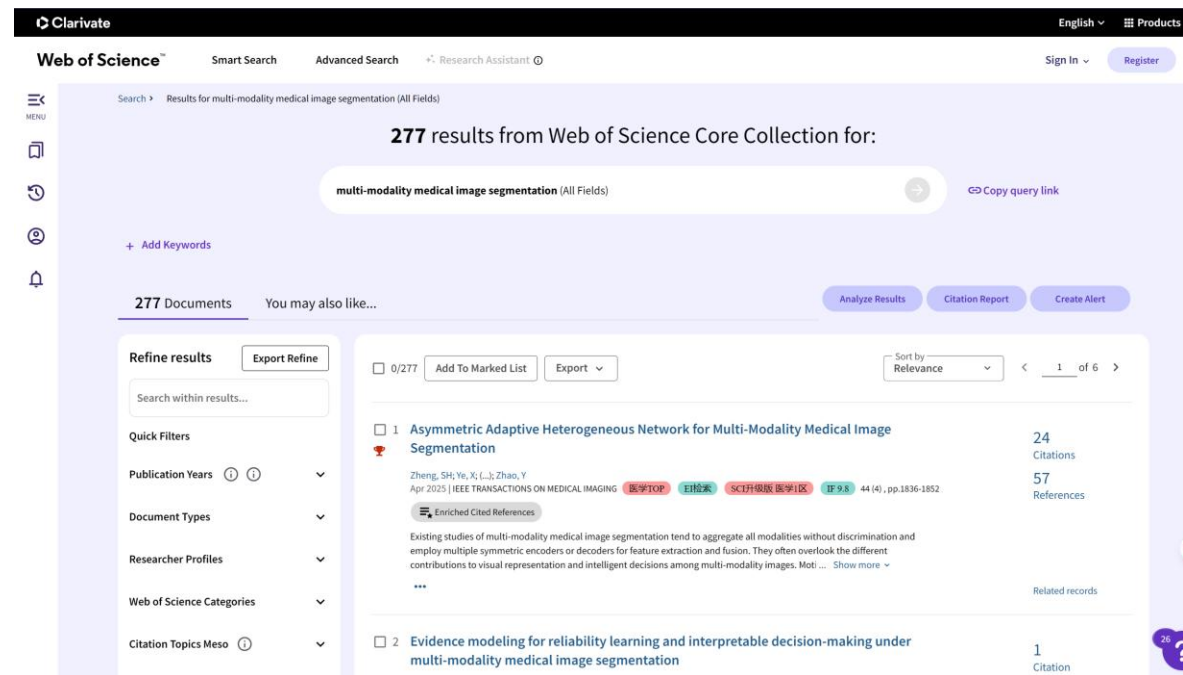 Clarivate
English
Products
Web of Science™
Smart Search
Advanced Search
Research Assistant
Sign In
Register
MENU
Search > Results for multi-modality medical image segmentation (All Fields)
277 results from Web of Science Core Collection for:
multi-modality medical image segmentation (All Fields)
Copy query link
+ Add Keywords
277 Documents
You may also like...
Analyze Results
Citation Report
Create Alert
Refine results
Export Refine
Search within results...
Quick Filters
Publication Years
Document Types
Researcher Profiles
Web of Science Categories
Citation Topics Meso
0/277
Add To Marked List
Export
Sort by
Relevance
< 1 of 6 >
1 Asymmetric Adaptive Heterogeneous Network for Multi-Modality Medical Image
Segmentation
Zheng, SH; Ye, X; (...); Zhao, Y
Apr 2025 | IEEE TRANSACTIONS ON MEDICAL IMAGING 医学TOP EI检索 SCI升级版 医学1区 IF 9.8 44 (4), pp.1836-1852
Enriched Cited References
Existing studies of multi-modality medical image segmentation tend to aggregate all modalities without discrimination and
employ multiple symmetric encoders or decoders for feature extraction and fusion. They often overlook the different
contributions to visual representation and intelligent decisions among multi-modality images. Moti ... Show more
24
Citations
57
References
Related records
2 Evidence modeling for reliability learning and interpretable decision-making under
multi-modality medical image segmentation
1
Citation
26
?